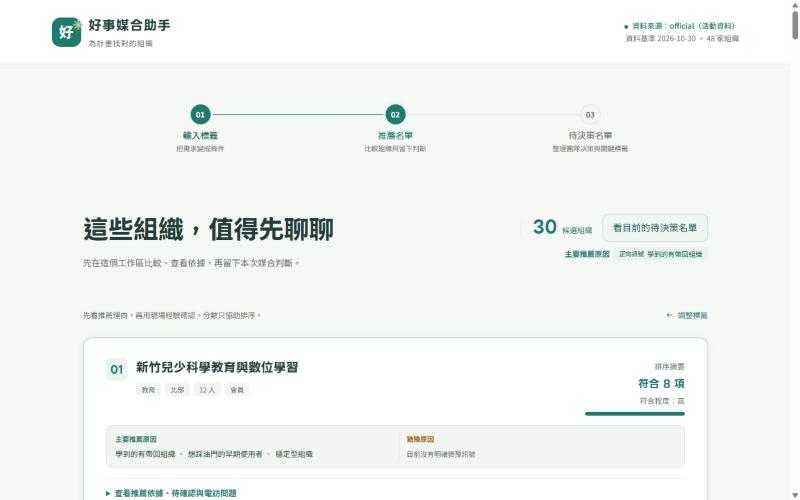 好
好事媒合助手
為計畫找對的組織
資料來源：official（活動資料）
資料基準 2026-10-30 · 48 家組織
01
02
03
輸入標籤
推薦名單
待決策名單
把需求變成條件
比較組織與留下判斷
整理團隊決策與關鍵標籤
這些組織，值得先聊聊
30 候選組織
看目前的待決策名單
先在這個工作區比較、查看依據，再留下本次媒合判斷。
主要推薦原因 正向訊號 學到的有帶回組織
先看推薦理由，再用現場經驗確認。分數只協助排序。
← 調整標籤
01
新竹兒少科學教育與數位學習
教育 北部 12 人 會員
排序摘要
符合 8 項
符合程度：高
主要推薦原因
學到的有帶回組織 、 想踩油門的早期使用者 、 穩定型組織
猶豫原因
目前沒有明確猶豫訊號
▶ 查看推薦依據、待確認與電訪問題